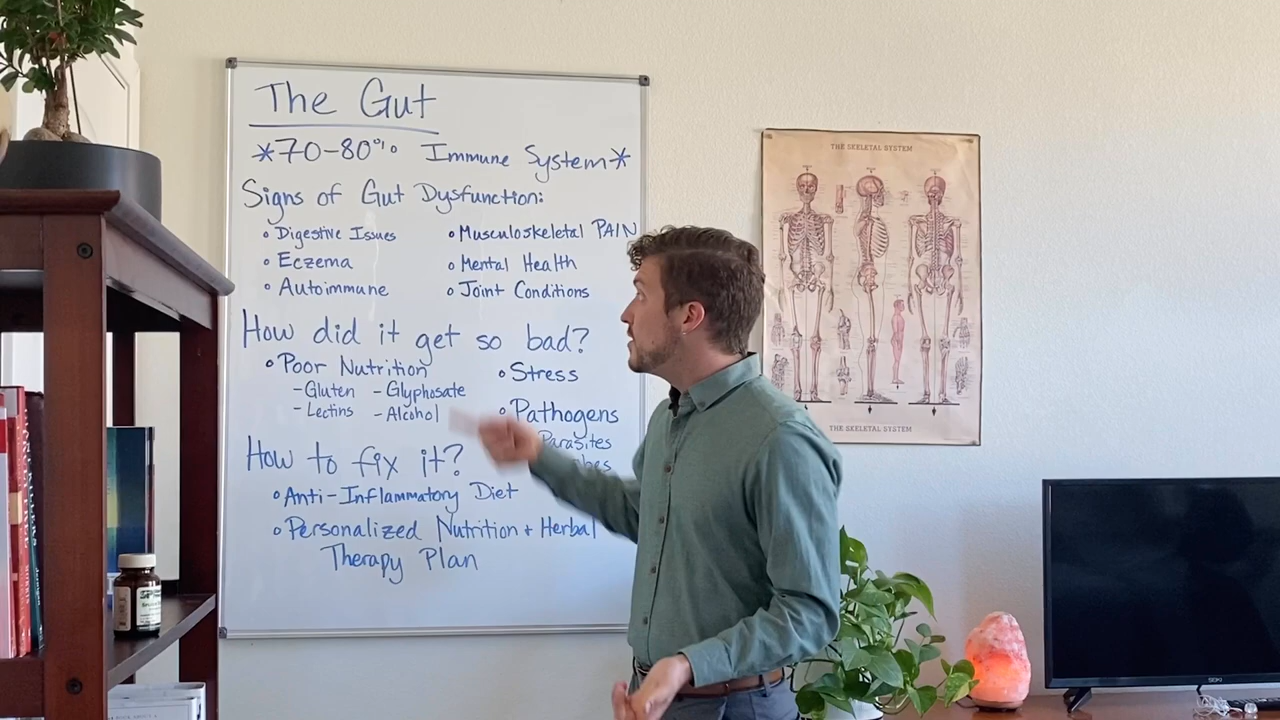 The Gut
*70-80% Immune System*
Signs of Gut Dysfunction:
• Digestive Issues
• Eczema
• Autoimmune
• Musculoskeletal PAIN
• Mental Health
• Joint Conditions
How did it get so bad?
• Poor Nutrition
- Gluten - Glyphosate
- Lectins - Alcohol
• Stress
• Pathogens
Parasites
How to fix it?
• Anti-Inflammatory Diet
• Personalized Nutrition + Herbal
Therapy Plan
THE SKELETAL SYSTEM
THE SKELETAL SYSTEM
SEIKI